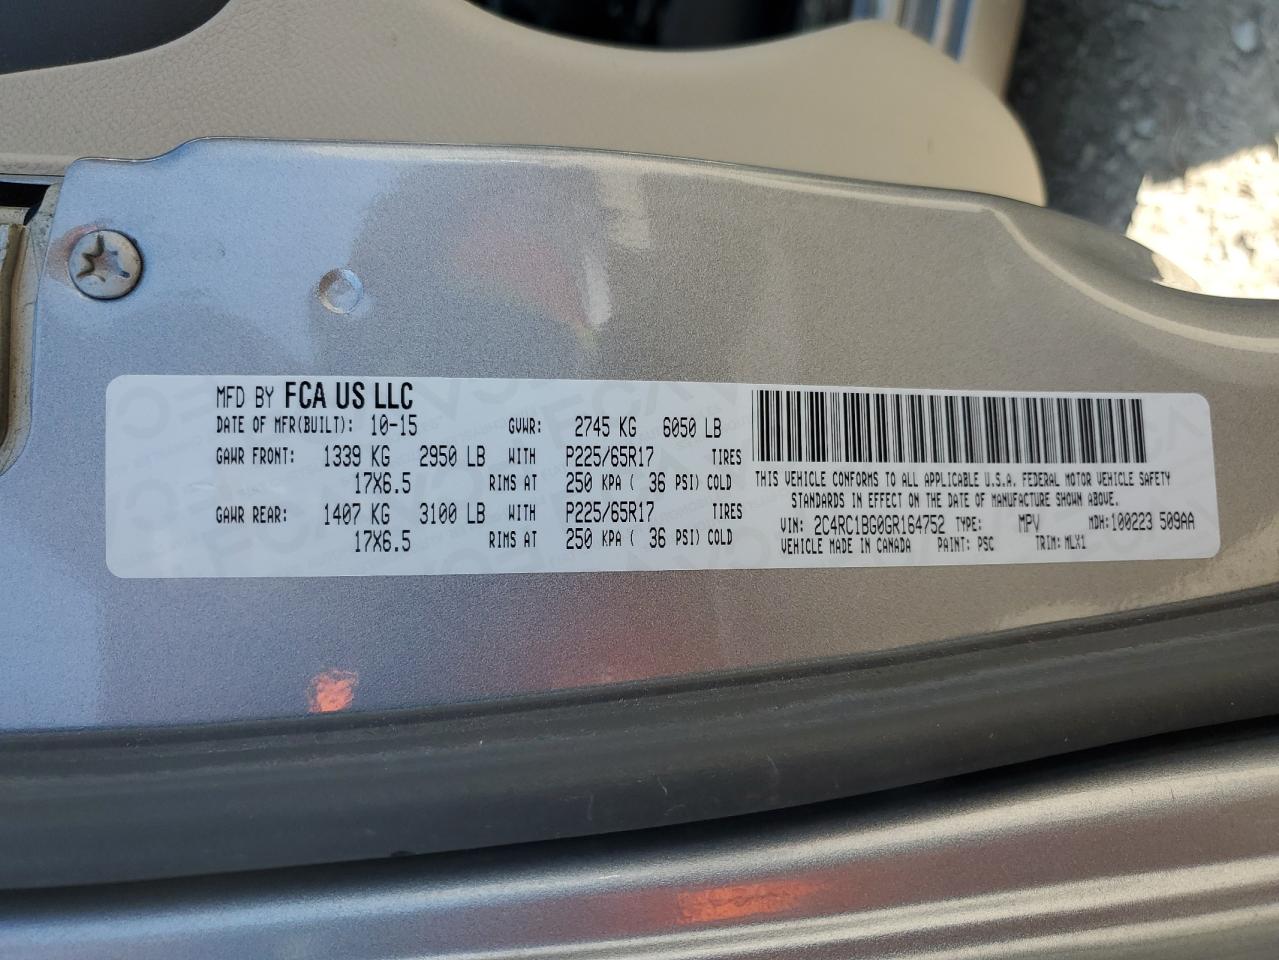 MFD BY FCA US LLC
DATE OF MFR(BUILT): 10-15 GVWR: 2745 KG 6050 LB
GAWR FRONT: 1339 KG 2950 LB WITH P225/65R17 TIRES
17X6.5 RIMS AT 250 KPA ( 36 PSI) COLD
GAWR REAR: 1407 KG 3100 LB WITH P225/65R17 TIRES
17X6.5 RIMS AT 250 KPA ( 36 PSI) COLD
THIS VEHICLE CONFORMS TO ALL APPLICABLE U.S.A. FEDERAL MOTOR VEHICLE SAFETY
STANDARDS IN EFFECT ON THE DATE OF MANUFACTURE SHOWN ABOVE.
VIN: 2C4RC1BG0GR164752 TYPE: MPV MDH: 100223 509AA
VEHICLE MADE IN CANADA PAINT: PSC TRIM: MLX1